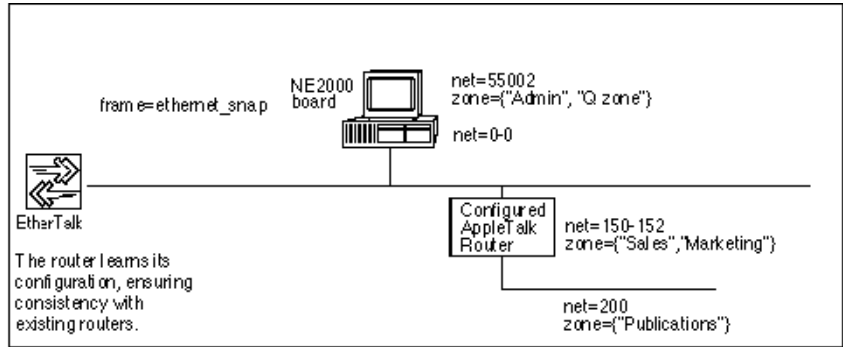 frame=ethernet_snap
NE2000
board
net=55002
zone={"Admin", "Q zone"}
net=0-0
EtherTalk
The router learns its
configuration, ensuring
consistency with
existing routers.
Configured
AppleTalk
Router
net=150-152
zone={"Sales","Marketing"}
net=200
zone={"Publications"}